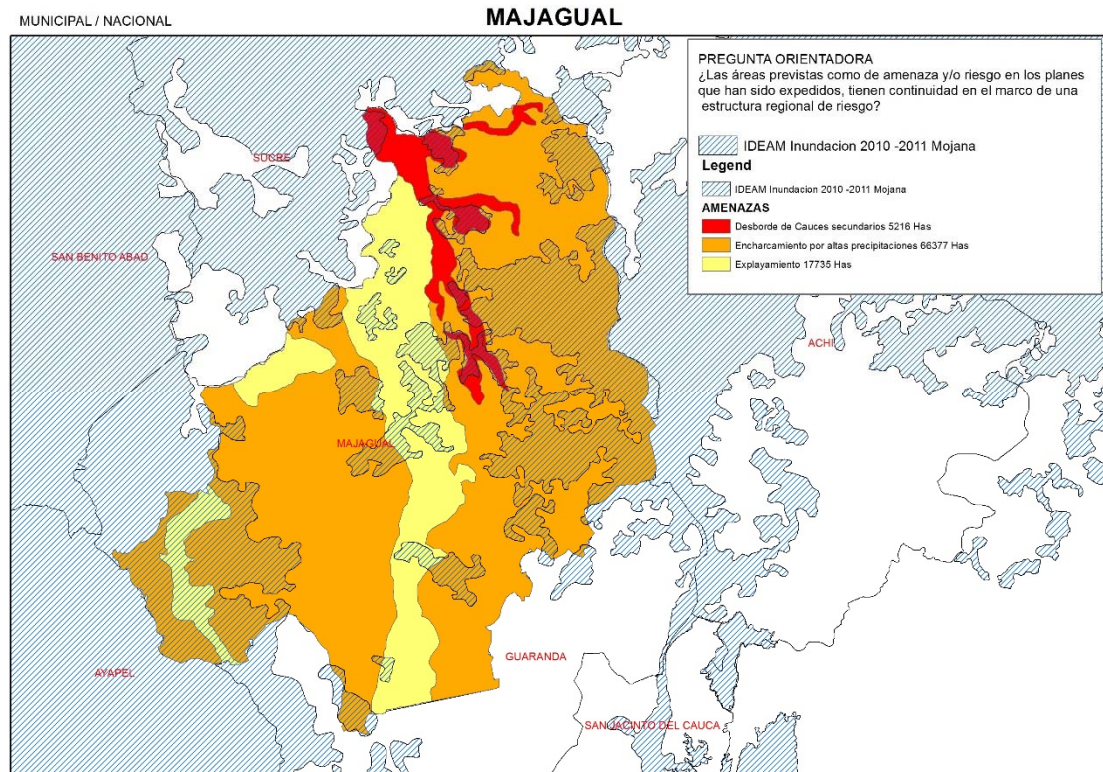 MUNICIPAL / NACIONAL
MAJAGUAL
PREGUNTA ORIENTADORA
¿Las áreas previstas como de amenaza y/o riesgo en los planes
que han sido expedidos, tienen continuidad en el marco de una
estructura regional de riesgo?
IDEAM Inundacion 2010 -2011 Mojana
Legend
IDEAM Inundacion 2010 -2011 Mojana
AMENAZAS
Desborde de Cauces secundarios 5216 Has
Encharcamiento por altas precipitaciones 66377 Has
Explayamiento 17735 Has
SUCRE
SAN BENITO ABAD
ACHI
MAJAGUAL
GUARANDA
AYAPEL
SAN JACINTO DEL CAUCA